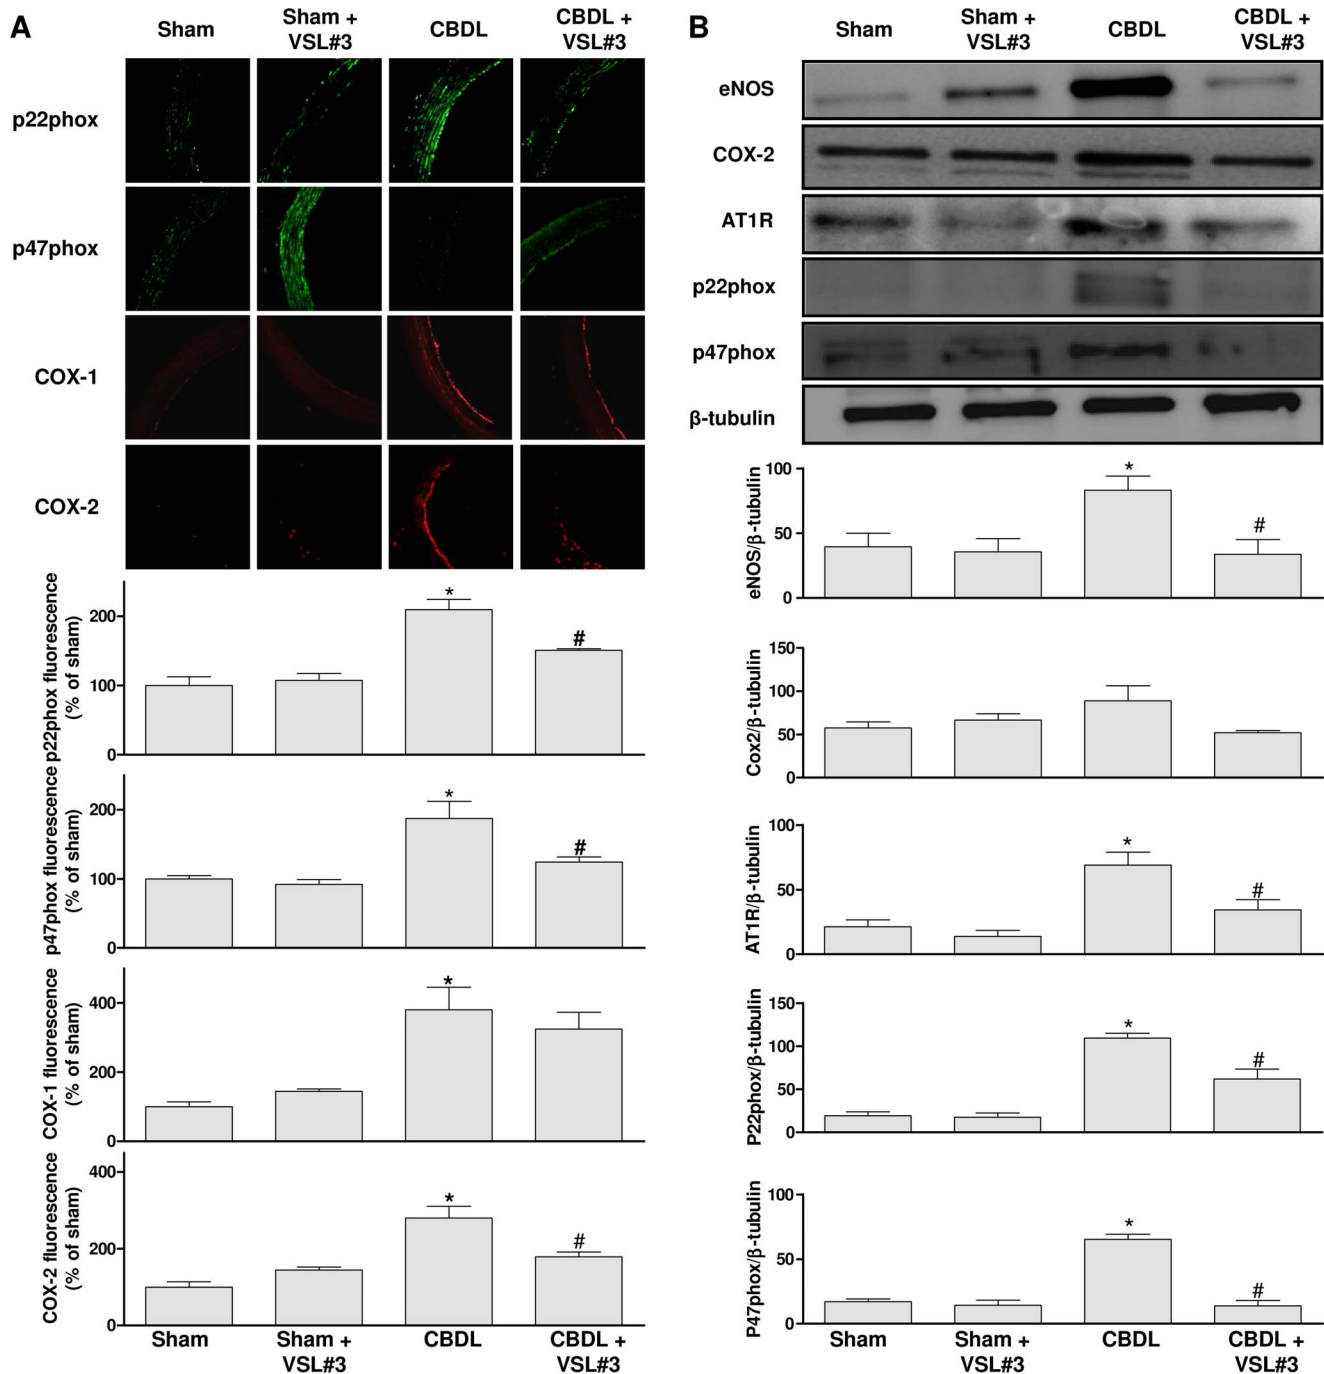 A
Sham
Sham +
VSL#3
CBDL
CBDL +
VSL#3
p22phox
p47phox
COX-1
COX-2
p22phox fluorescence
(% of sham)
200
100
0
*
#
p47phox fluorescence
(% of sham)
200
100
0
*
#
COX-1 fluorescence
(% of sham)
400
200
0
*
COX-2 fluorescence
(% of sham)
400
200
0
*
#
Sham
Sham +
VSL#3
CBDL
CBDL +
VSL#3
B
Sham
Sham +
VSL#3
CBDL
CBDL +
VSL#3
eNOS
COX-2
AT1R
p22phox
p47phox
β-tubulin
eNOS/β-tubulin
100
50
0
*
#
Cox2/β-tubulin
150
100
50
0
AT1R/β-tubulin
100
50
0
*
#
P22phox/β-tubulin
150
100
50
0
*
#
P47phox/β-tubulin
100
50
0
*
#
Sham
Sham +
VSL#3
CBDL
CBDL +
VSL#3